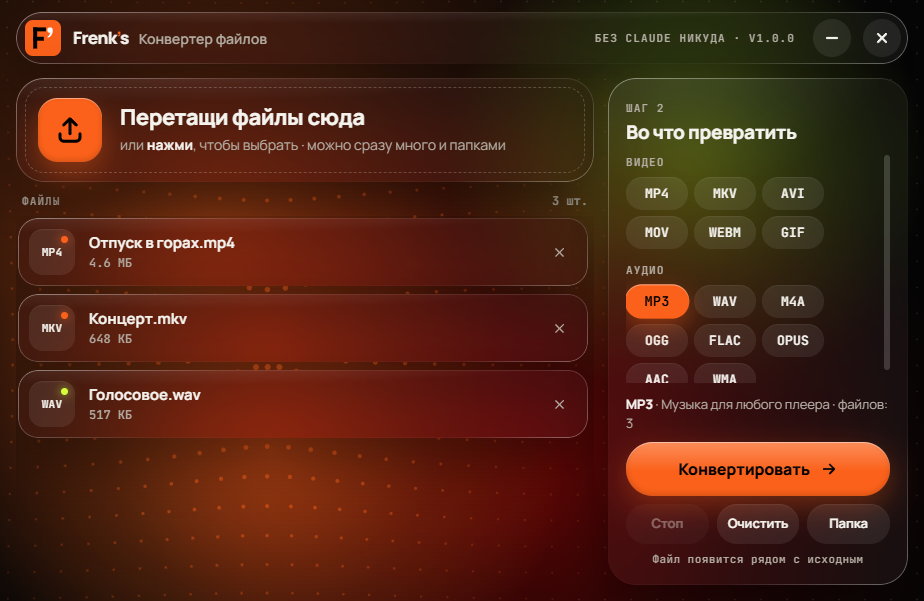 F’ Frenk’s Конвертер файлов
БЕЗ CLAUDE НИКУДА · V1.0.0
Перетащи файлы сюда
или нажми, чтобы выбрать · можно сразу много и папками
ФАЙЛЫ
3 шт.
MP4
Отпуск в горах.mp4
4.6 МБ
MKV
Концерт.mkv
648 КБ
WAV
Голосовое.wav
517 КБ
ШАГ 2
Во что превратить
ВИДЕО
MP4 MKV AVI
MOV WEBM GIF
АУДИО
MP3 WAV M4A
OGG FLAC OPUS
AAC WMA
MP3 · Музыка для любого плеера · файлов:
3
Конвертировать →
Стоп Очистить Папка
Файл появится рядом с исходным